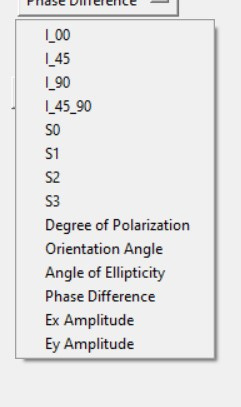 Phase Difference
I_00
I_45
I_90
I_45_90
S0
S1
S2
S3
Degree of Polarization
Orientation Angle
Angle of Ellipticity
Phase Difference
Ex Amplitude
Ey Amplitude